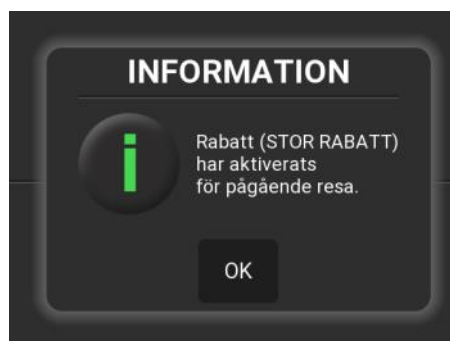 INFORMATION
Rabatt (STOR RABATT)
har aktiverats
för pågående resa.
OK